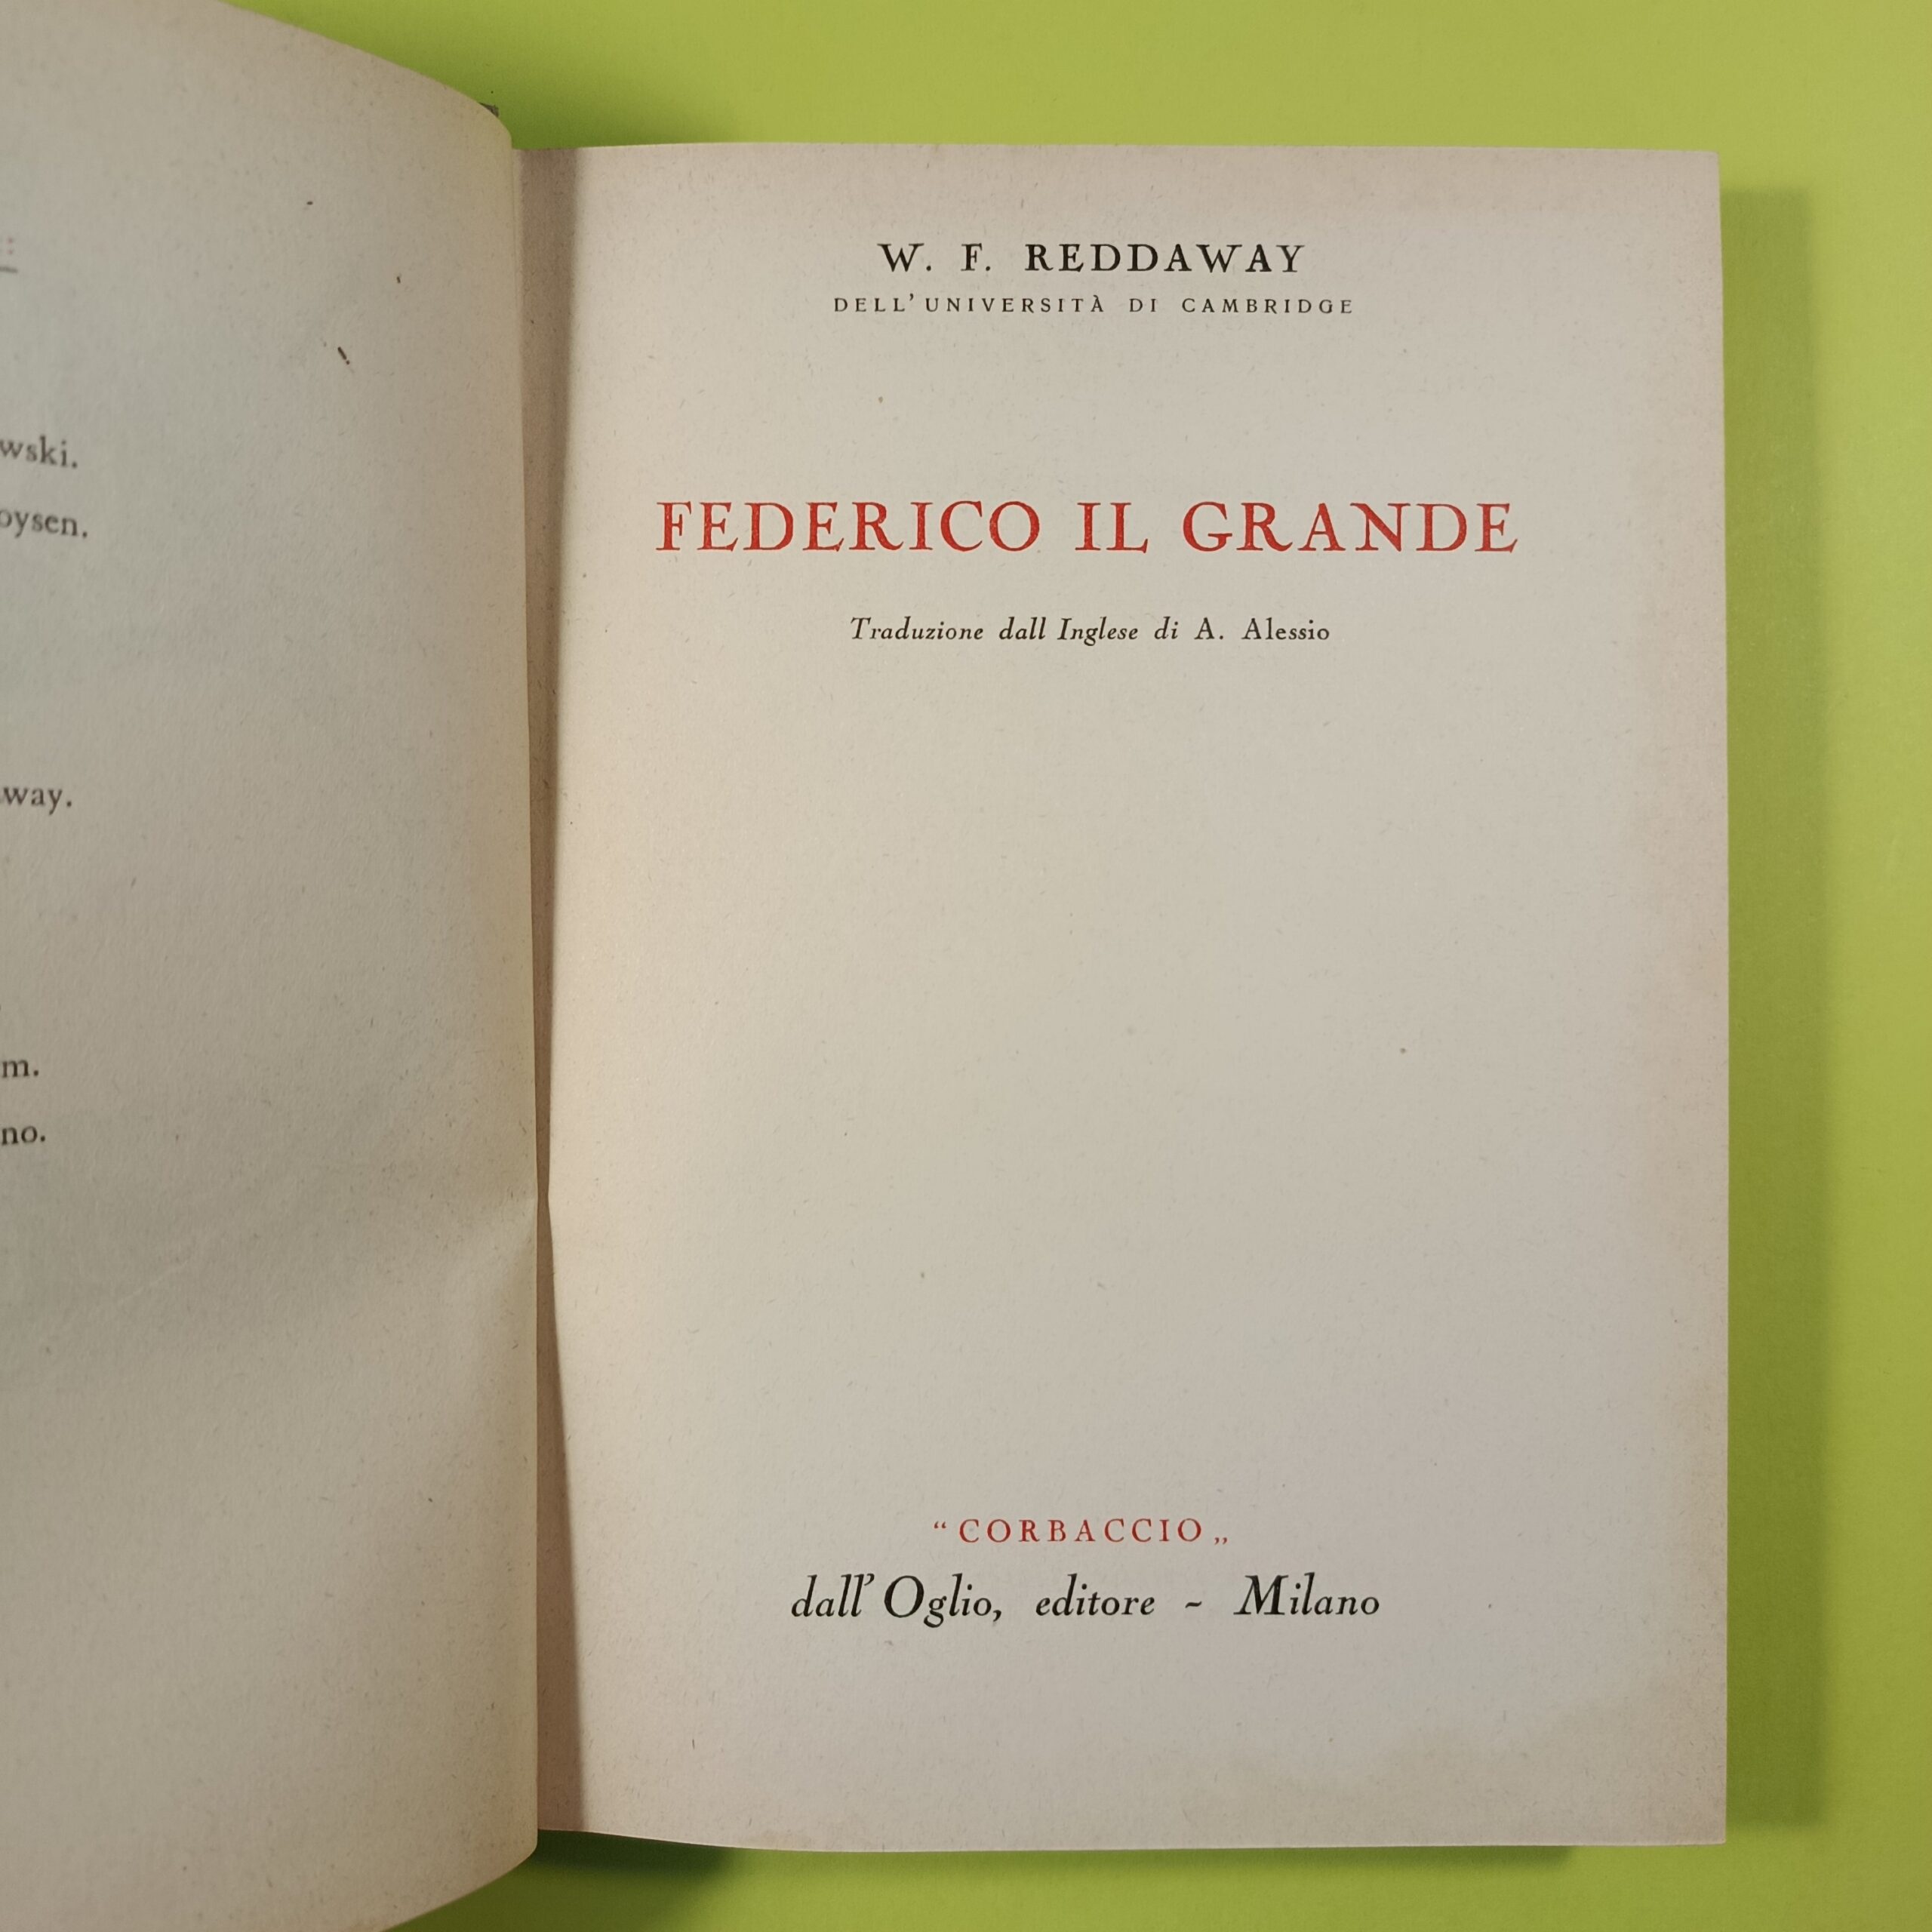 W. F. REDDAWAY
DELL'UNIVERSITÀ DI CAMBRIDGE
FEDERICO IL GRANDE
Traduzione dall Inglese di A. Alessio
“CORBACCIO„
dall'Oglio, editore - Milano